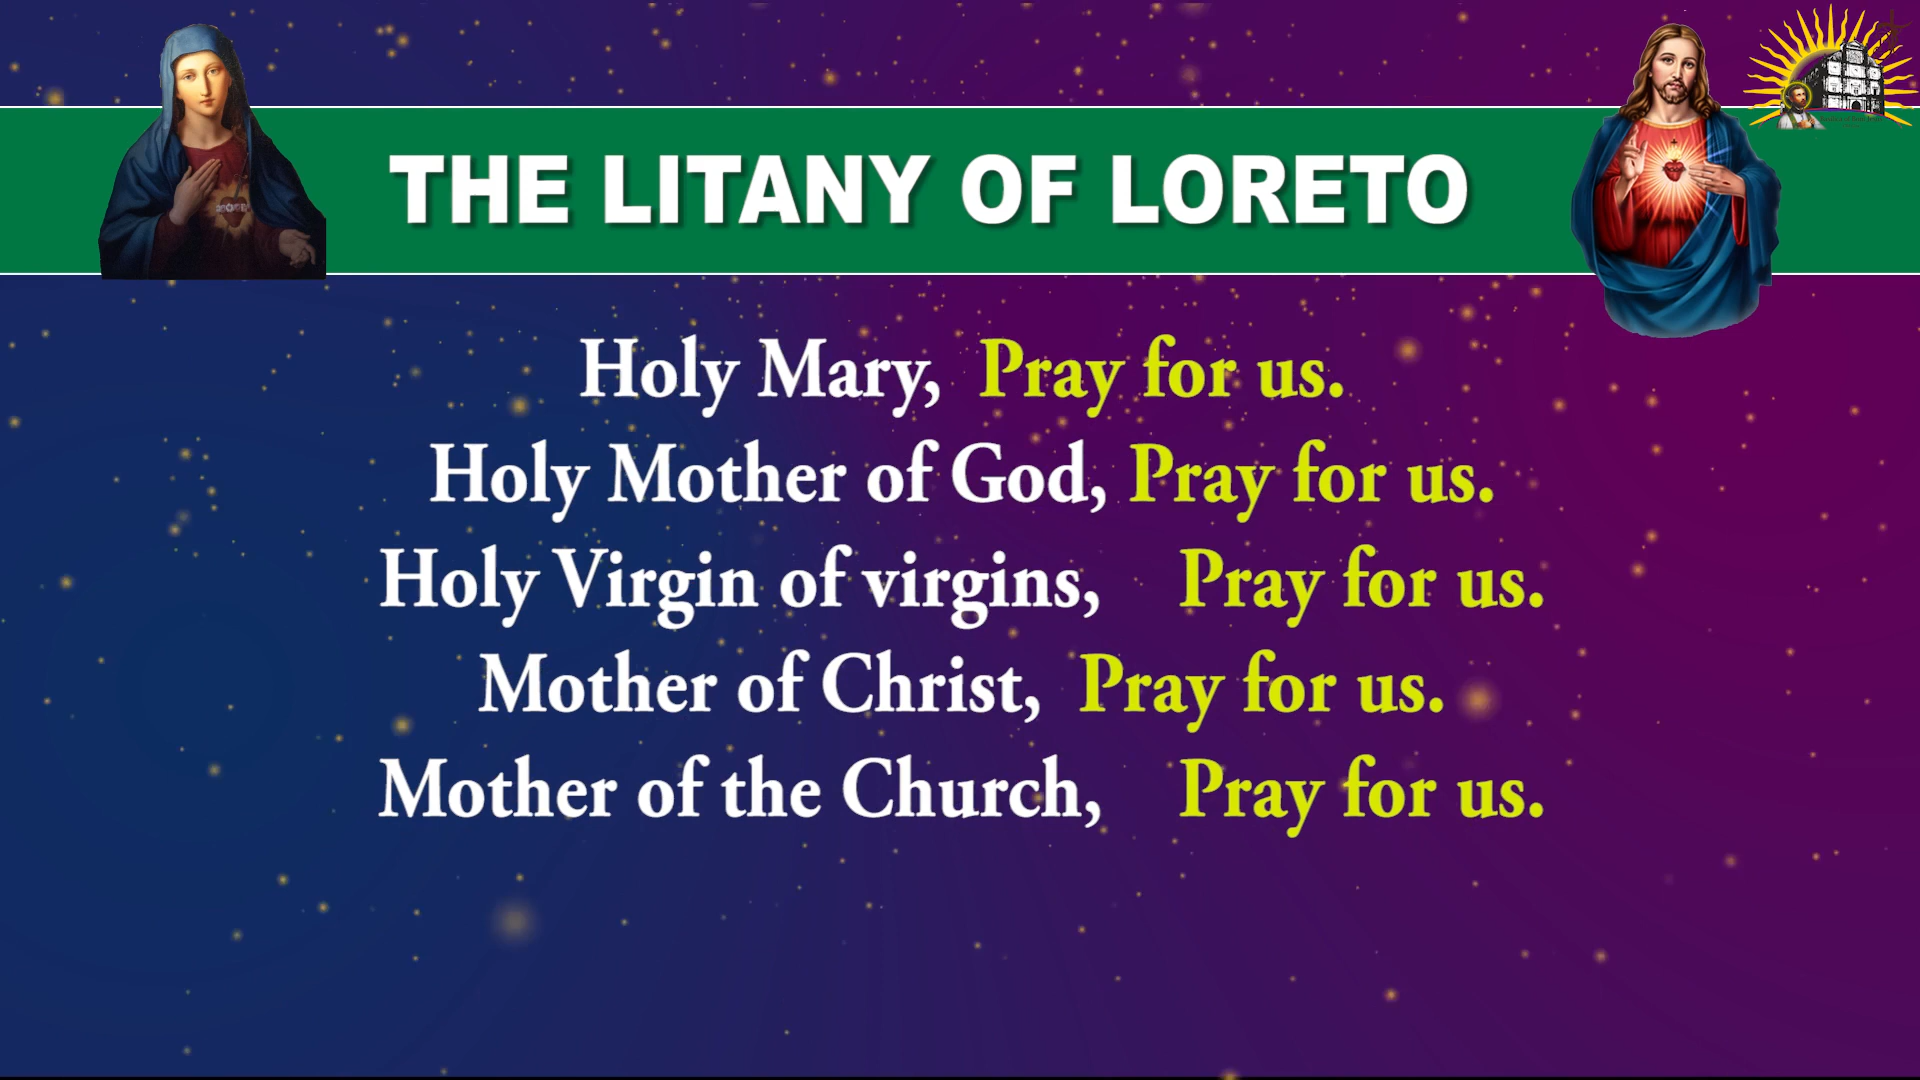 THE LITANY OF LORETO
Holy Mary, Pray for us.
Holy Mother of God, Pray for us.
Holy Virgin of virgins, Pray for us.
Mother of Christ, Pray for us.
Mother of the Church, Pray for us.